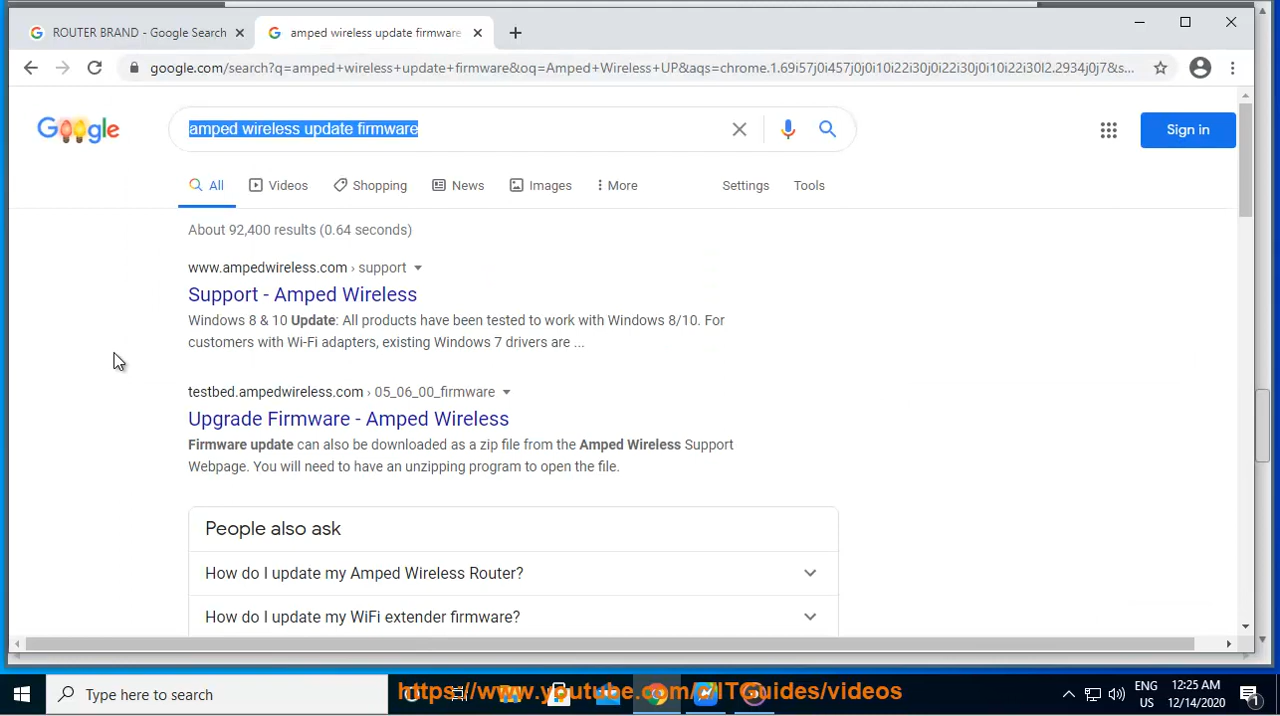 ROUTER BRAND - Google Search
amped wireless update firmware
google.com/search?q=amped+wireless+update+firmware&oq=Amped+Wireless+UP&aqs=chrome.1.69i57j0i457j0j0i10i22i30j0i22i30j0i10i22i30l2.2934j0j7&s...
Google
amped wireless update firmware
Sign in
All Videos Shopping News Images More Settings Tools
About 92,400 results (0.64 seconds)
www.ampedwireless.com › support
Support - Amped Wireless
Windows 8 & 10 Update: All products have been tested to work with Windows 8/10. For
customers with Wi-Fi adapters, existing Windows 7 drivers are ...
testbed.ampedwireless.com › 05_06_00_firmware
Upgrade Firmware - Amped Wireless
Firmware update can also be downloaded as a zip file from the Amped Wireless Support
Webpage. You will need to have an unzipping program to open the file.
People also ask
How do I update my Amped Wireless Router?
How do I update my WiFi extender firmware?
Type here to search
ENG
US
12:25 AM
12/14/2020
1